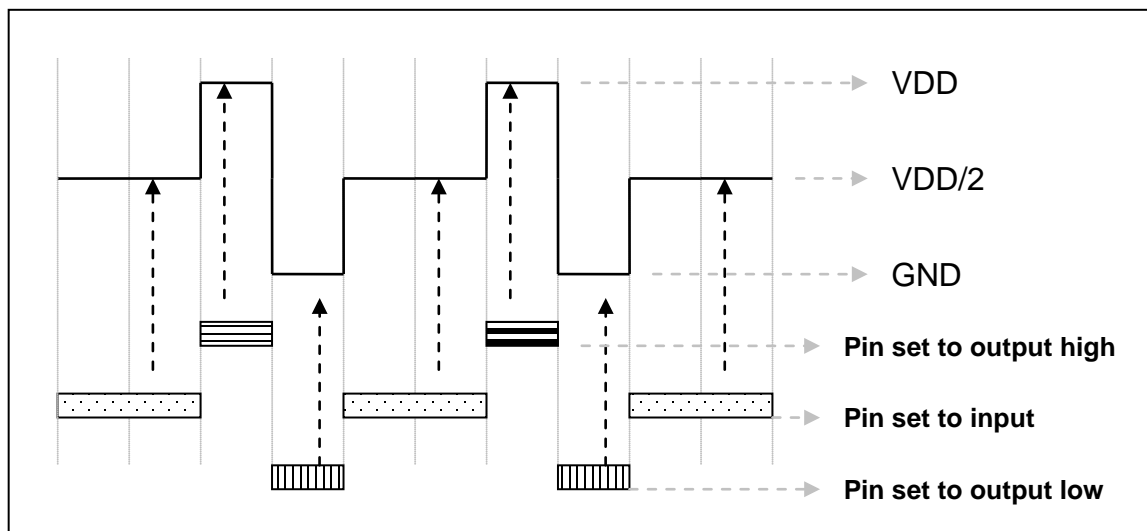 VDD
VDD/2
GND
Pin set to output high
Pin set to input
Pin set to output low